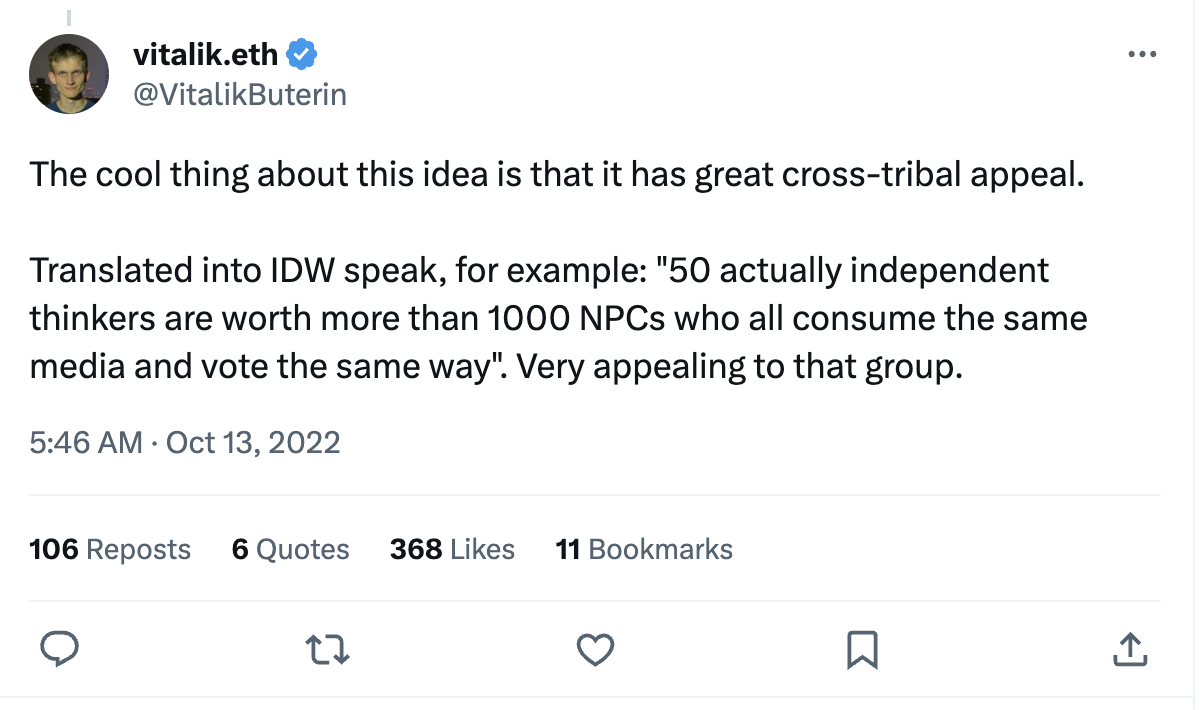 vitalik.eth
@VitalikButerin
The cool thing about this idea is that it has great cross-tribal appeal.
Translated into IDW speak, for example: "50 actually independent
thinkers are worth more than 1000 NPCs who all consume the same
media and vote the same way". Very appealing to that group.
5:46 AM · Oct 13, 2022
106 Reposts 6 Quotes 368 Likes 11 Bookmarks